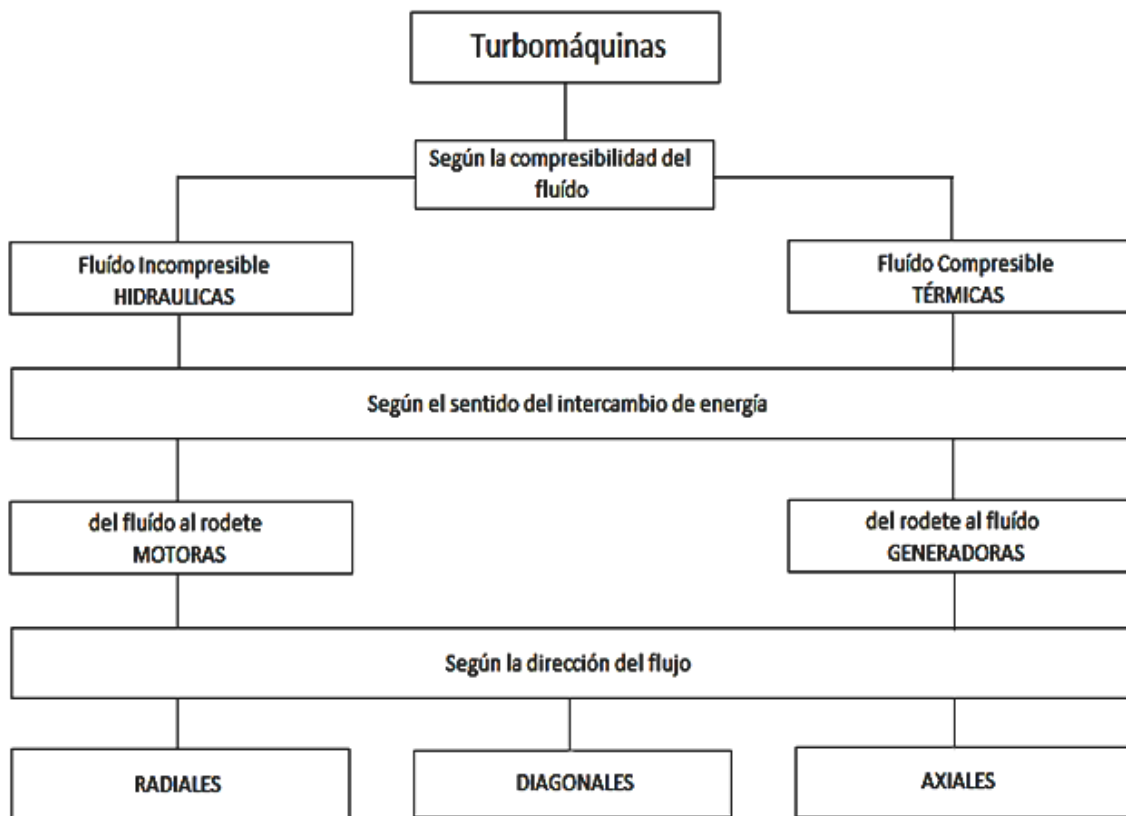 Turbomáquinas
Según la compresibilidad del
fluído
Fluído Incompresible
HIDRAULICAS
Fluído Compresible
TÉRMICAS
Según el sentido del intercambio de energía
del fluído al rodete
MOTORAS
del rodete al fluído
GENERADORAS
Según la dirección del flujo
RADIALES
DIAGONALES
AXIALES